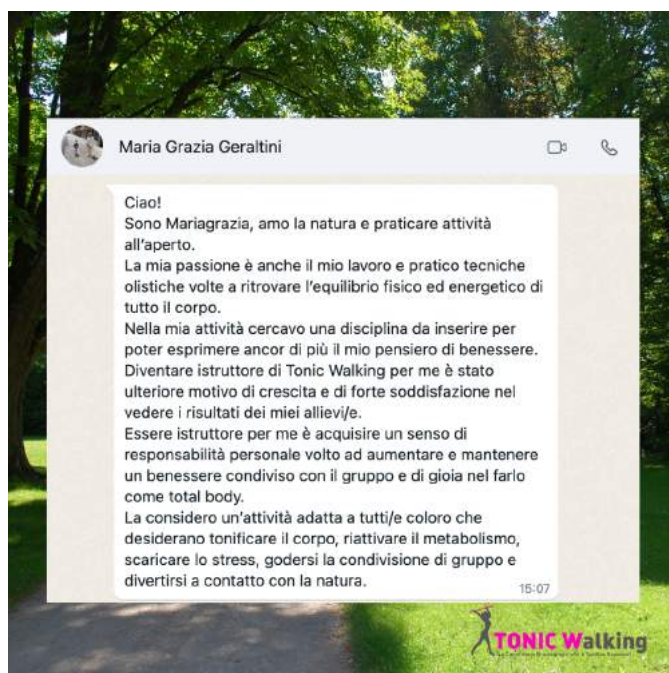 Maria Grazia Geraltini
Ciao!
Sono Mariagrazia, amo la natura e praticare attività
all'aperto.
La mia passione è anche il mio lavoro e pratico tecniche
olistiche volte a ritrovare l'equilibrio fisico ed energetico di
tutto il corpo.
Nella mia attività cercavo una disciplina da inserire per
poter esprimere ancor di più il mio pensiero di benessere.
Diventare istruttore di Tonic Walking per me è stato
ulteriore motivo di crescita e di forte soddisfazione nel
vedere i risultati dei miei allievi/e.
Essere istruttore per me è acquisire un senso di
responsabilità personale volto ad aumentare e mantenere
un benessere condiviso con il gruppo e di gioia nel farlo
come total body.
La considero un'attività adatta a tutti/e coloro che
desiderano tonificare il corpo, riattivare il metabolismo,
scaricare lo stress, godersi la condivisione di gruppo e
divertirsi a contatto con la natura.
15:07
TONIC Walking